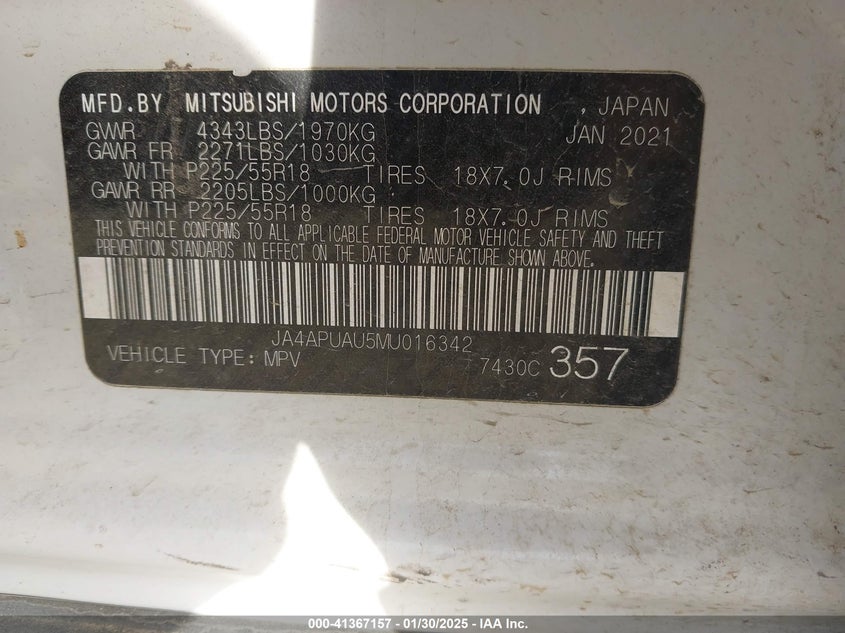 MFD.BY MITSUBISHI MOTORS CORPORATION , JAPAN
GVWR 4343LBS/1970KG JAN 2021
GAWR FR 2271LBS/1030KG
WITH P225/55R18 TIRES 18X7.0J RIMS
GAWR RR 2205LBS/1000KG
WITH P225/55R18 TIRES 18X7.0J RIMS
THIS VEHICLE CONFORMS TO ALL APPLICABLE FEDERAL MOTOR VEHICLE SAFETY AND THEFT
PREVENTION STANDARDS IN EFFECT ON THE DATE OF MANUFACTURE SHOWN ABOVE.
JA4APUAU5MU016342
VEHICLE TYPE: MPV 7430C 357
000-41367157 - 01/30/2025 - IAA Inc.